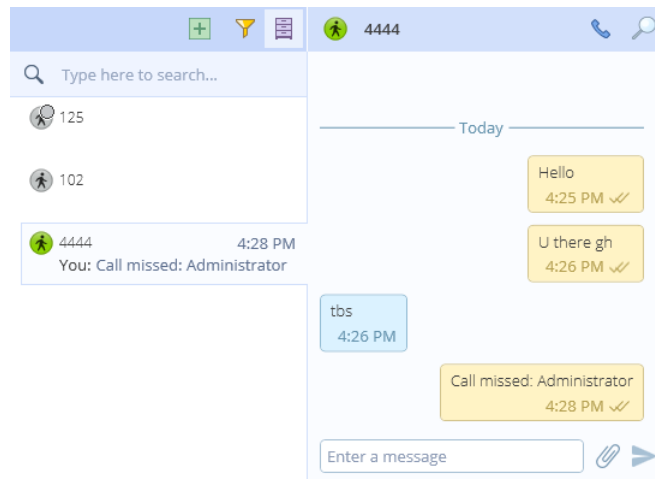 4444
Type here to search...
125
102
4444 4:28 PM
You: Call missed: Administrator
Today
Hello
4:25 PM
U there gh
4:26 PM
tbs
4:26 PM
Call missed: Administrator
4:28 PM
Enter a message